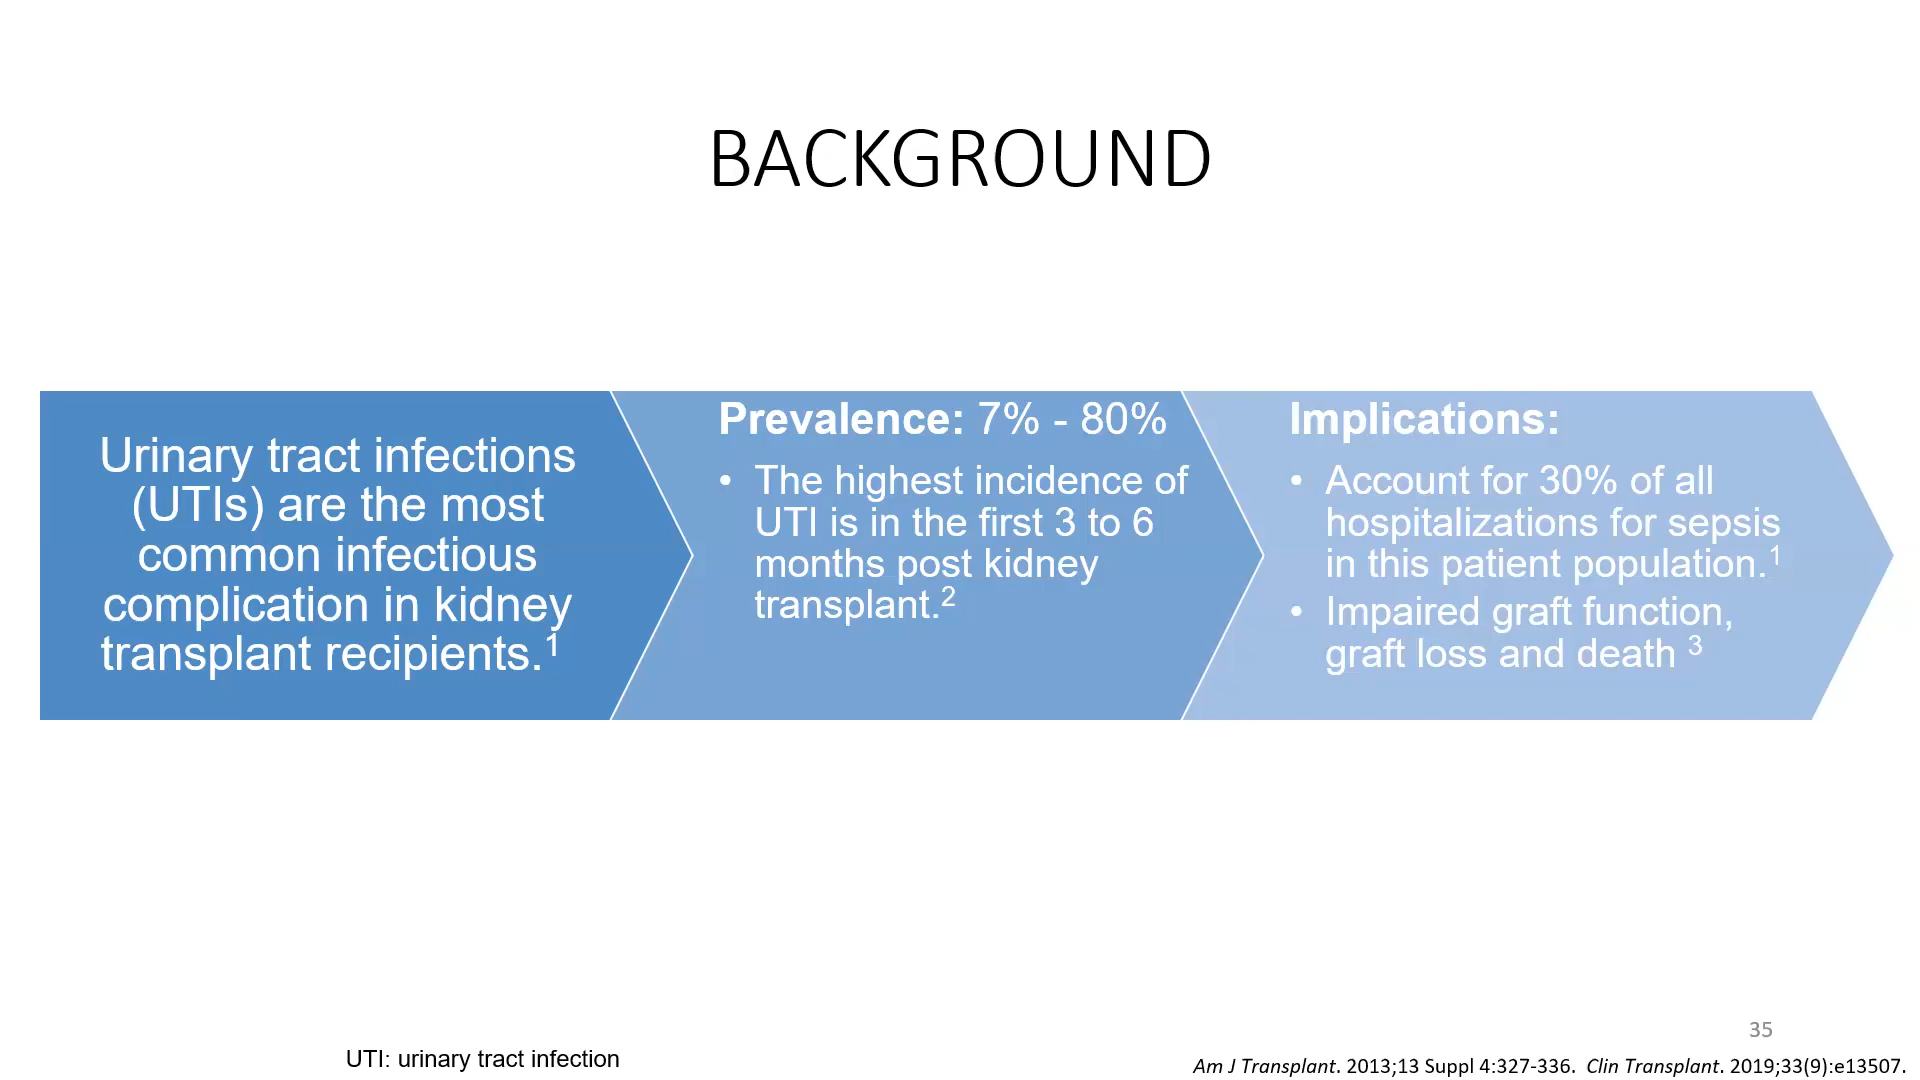 BACKGROUND
Urinary tract infections
(UTIs) are the most
common infectious
complication in kidney
transplant recipients.1
Prevalence: 7% - 80%
• The highest incidence of
UTI is in the first 3 to 6
months post kidney
transplant.2
Implications:
• Account for 30% of all
hospitalizations for sepsis
in this patient population.1
• Impaired graft function,
graft loss and death 3
35
UTI: urinary tract infection
Am J Transplant. 2013;13 Suppl 4:327-336. Clin Transplant. 2019;33(9):e13507.